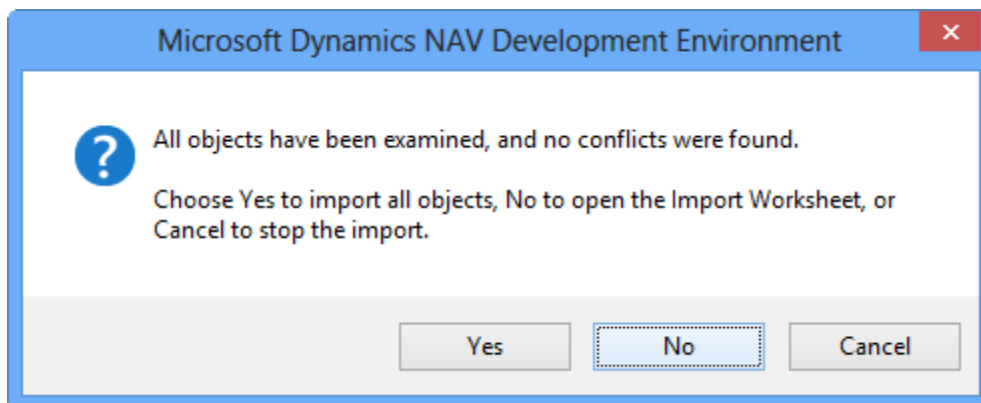 Microsoft Dynamics NAV Development Environment
All objects have been examined, and no conflicts were found.
Choose Yes to import all objects, No to open the Import Worksheet, or
Cancel to stop the import.
Yes
No
Cancel